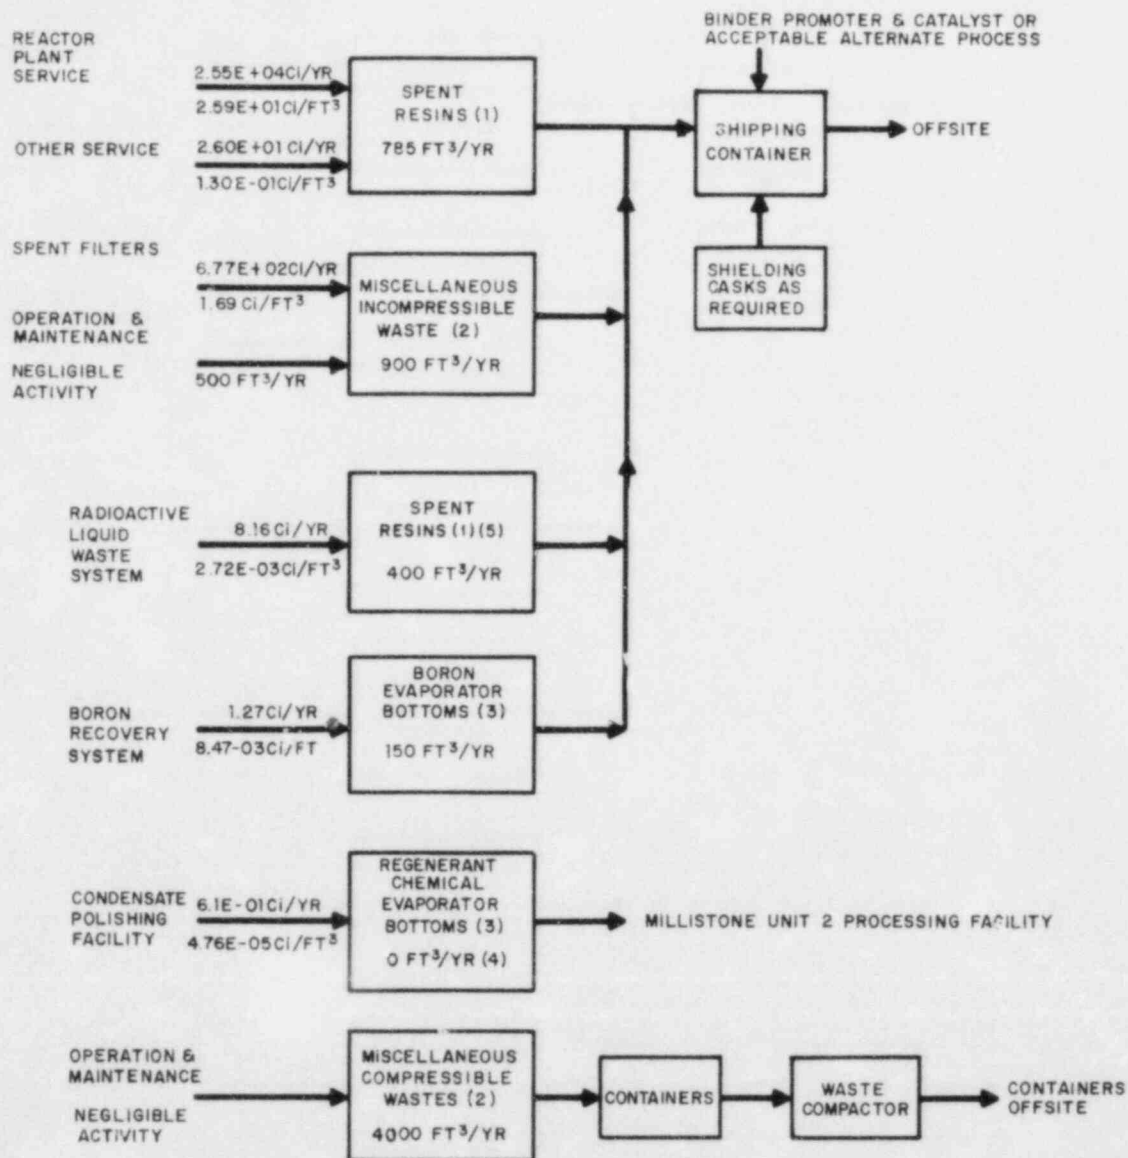 BINDER PROMOTER & CATALYST OR
ACCEPTABLE ALTERNATE PROCESS
REACTOR
PLANT
SERVICE
2.55E+04Ci/YR
2.59E+01Ci/FT³
SPENT
RESINS (1)
785 FT³/YR
SHIPPING
CONTAINER
OFFSITE
OTHER SERVICE
2.60E+01 Ci/YR
1.30E-01Ci/FT³
SPENT FILTERS
6.77E+02Ci/YR
1.69 Ci/FT³
MISCELLANEOUS
INCOMPRESSIBLE
WASTE (2)
900 FT³/YR
SHIELDING
CASKS AS
REQUIRED
OPERATION &
MAINTENANCE
NEGLIGIBLE
ACTIVITY
500 FT³/YR
RADIOACTIVE
LIQUID
WASTE
SYSTEM
8.16Ci/YR
2.72E-03Ci/FT³
SPENT
RESINS (1)(5)
400 FT³/YR
BORON
RECOVERY
SYSTEM
1.27Ci/YR
8.47-03Ci/FT
BORON
EVAPORATOR
BOTTOMS (3)
150 FT³/YR
CONDENSATE
POLISHING
FACILITY
6.1E-01Ci/YR
4.76E-05Ci/FT³
REGENERANT
CHEMICAL
EVAPORATOR
BOTTOMS (3)
0 FT³/YR (4)
MILLISTONE UNIT 2 PROCESSING FACILITY
OPERATION &
MAINTENANCE
NEGLIGIBLE
ACTIVITY
MISCELLANEOUS
COMPRESSIBLE
WASTES (2)
4000 FT³/YR
CONTAINERS
WASTE
COMPACTOR
CONTAINERS
OFFSITE